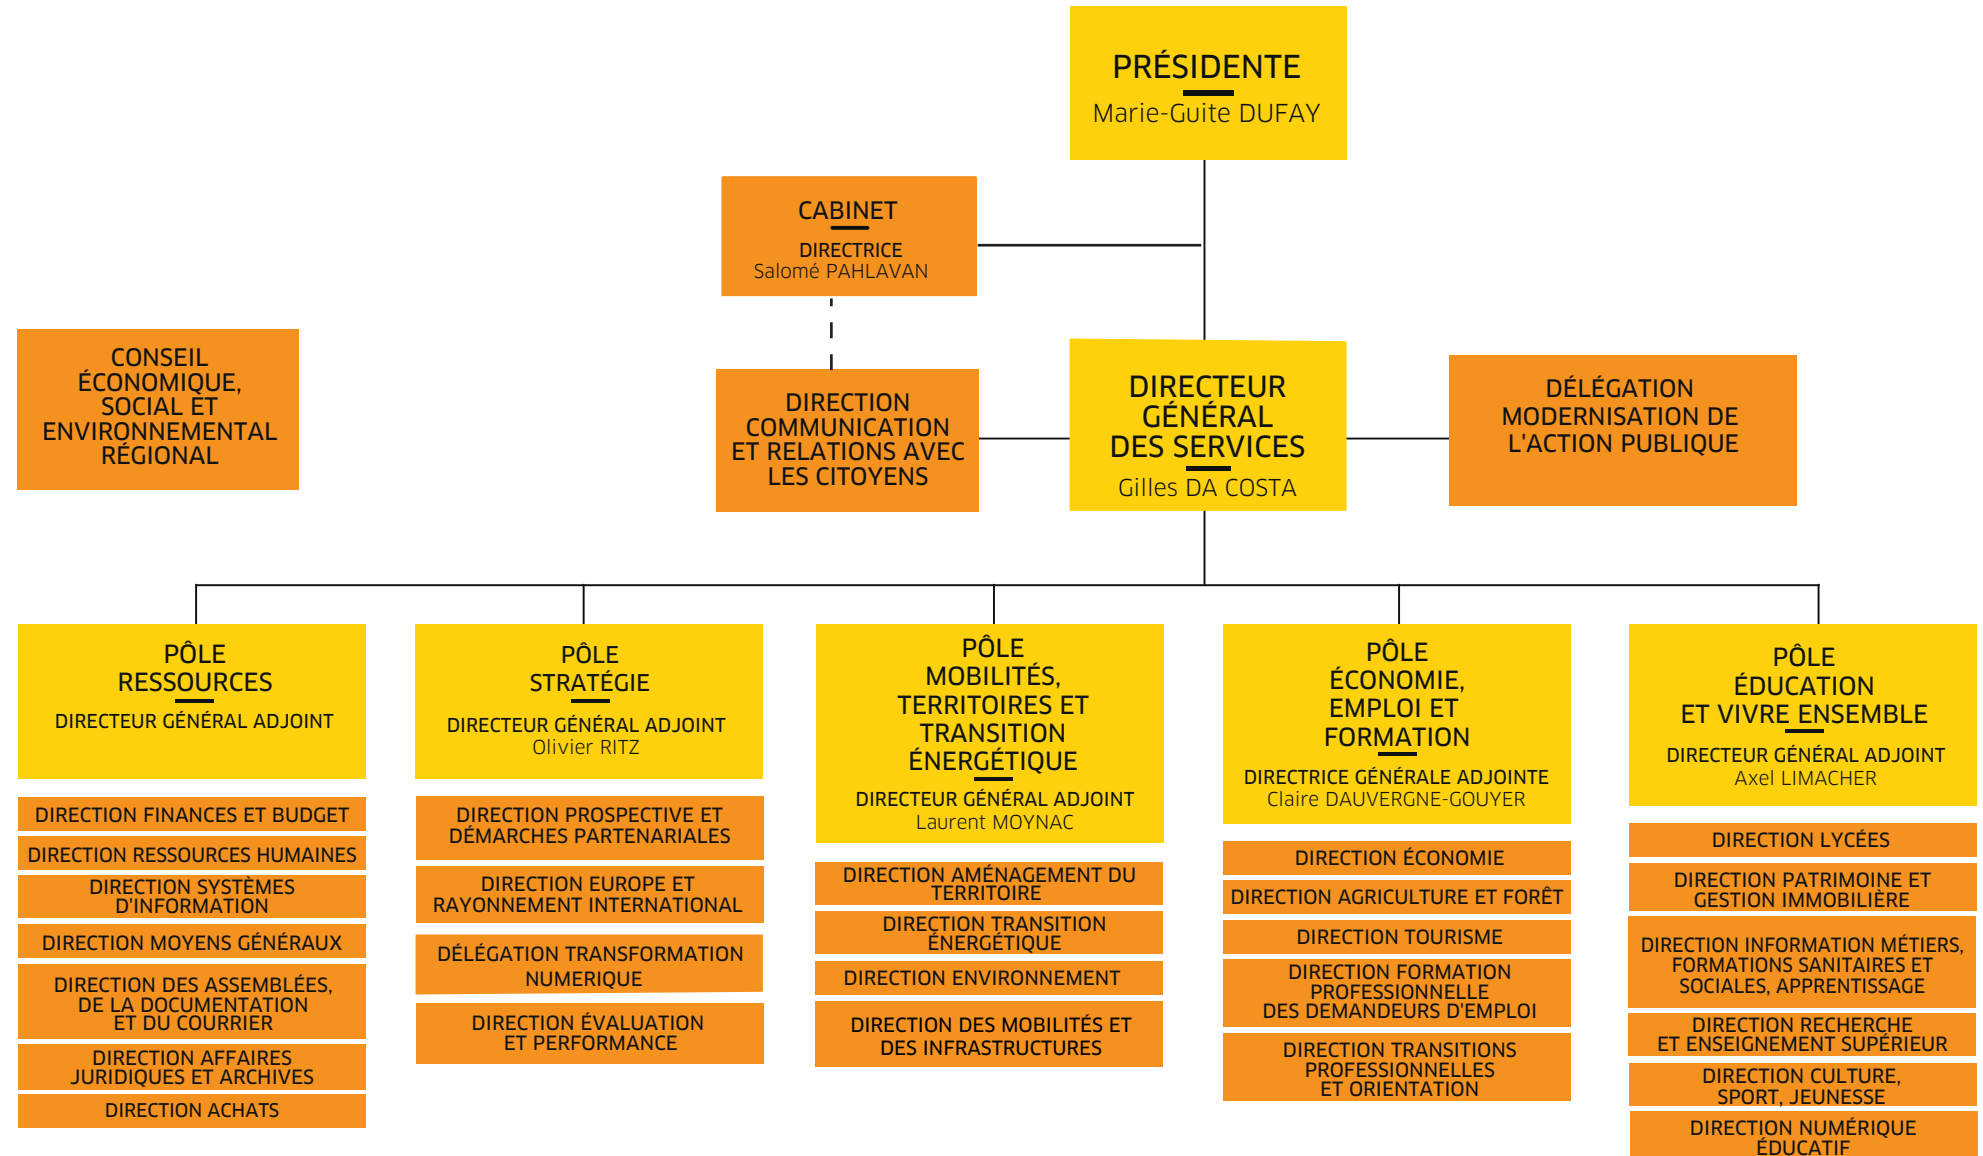 PRÉSIDENTE
Marie-Guite DUFAY
CABINET
DIRECTRICE
Salomé PAHLAVAN
CONSEIL
ÉCONOMIQUE,
SOCIAL ET
ENVIRONNEMENTAL
RÉGIONAL
DIRECTION
COMMUNICATION
ET RELATIONS AVEC
LES CITOYENS
DIRECTEUR
GÉNÉRAL
DES SERVICES
Gilles DA COSTA
DÉLÉGATION
MODERNISATION DE
L'ACTION PUBLIQUE
PÔLE
RESSOURCES
DIRECTEUR GÉNÉRAL ADJOINT
DIRECTION FINANCES ET BUDGET
DIRECTION RESSOURCES HUMAINES
DIRECTION SYSTÈMES
D'INFORMATION
DIRECTION MOYENS GÉNÉRAUX
DIRECTION DES ASSEMBLÉES,
DE LA DOCUMENTATION
ET DU COURRIER
DIRECTION AFFAIRES
JURIDIQUES ET ARCHIVES
DIRECTION ACHATS
PÔLE
STRATÉGIE
DIRECTEUR GÉNÉRAL ADJOINT
Olivier RITZ
DIRECTION PROSPECTIVE ET
DÉMARCHES PARTENARIALES
DIRECTION EUROPE ET
RAYONNEMENT INTERNATIONAL
DÉLÉGATION TRANSFORMATION
NUMERIQUE
DIRECTION ÉVALUATION
ET PERFORMANCE
PÔLE
MOBILITÉS,
TERRITOIRES ET
TRANSITION
ÉNERGÉTIQUE
DIRECTEUR GÉNÉRAL ADJOINT
Laurent MOYNAC
DIRECTION AMÉNAGEMENT DU
TERRITOIRE
DIRECTION TRANSITION
ÉNERGÉTIQUE
DIRECTION ENVIRONNEMENT
DIRECTION DES MOBILITÉS ET
DES INFRASTRUCTURES
PÔLE
ÉCONOMIE,
EMPLOI ET
FORMATION
DIRECTRICE GÉNÉRALE ADJOINTE
Claire DAUVERGNE-GOUYER
DIRECTION ÉCONOMIE
DIRECTION AGRICULTURE ET FORÊT
DIRECTION TOURISME
DIRECTION FORMATION
PROFESSIONNELLE
DES DEMANDEURS D'EMPLOI
DIRECTION TRANSITIONS
PROFESSIONNELLES
ET ORIENTATION
PÔLE
ÉDUCATION
ET VIVRE ENSEMBLE
DIRECTEUR GÉNÉRAL ADJOINT
Axel LIMACHER
DIRECTION LYCÉES
DIRECTION PATRIMOINE ET
GESTION IMMOBILIÈRE
DIRECTION INFORMATION MÉTIERS,
FORMATIONS SANITAIRES ET
SOCIALES, APPRENTISSAGE
DIRECTION RECHERCHE
ET ENSEIGNEMENT SUPÉRIEUR
DIRECTION CULTURE,
SPORT, JEUNESSE
DIRECTION NUMÉRIQUE
ÉDUCATIF